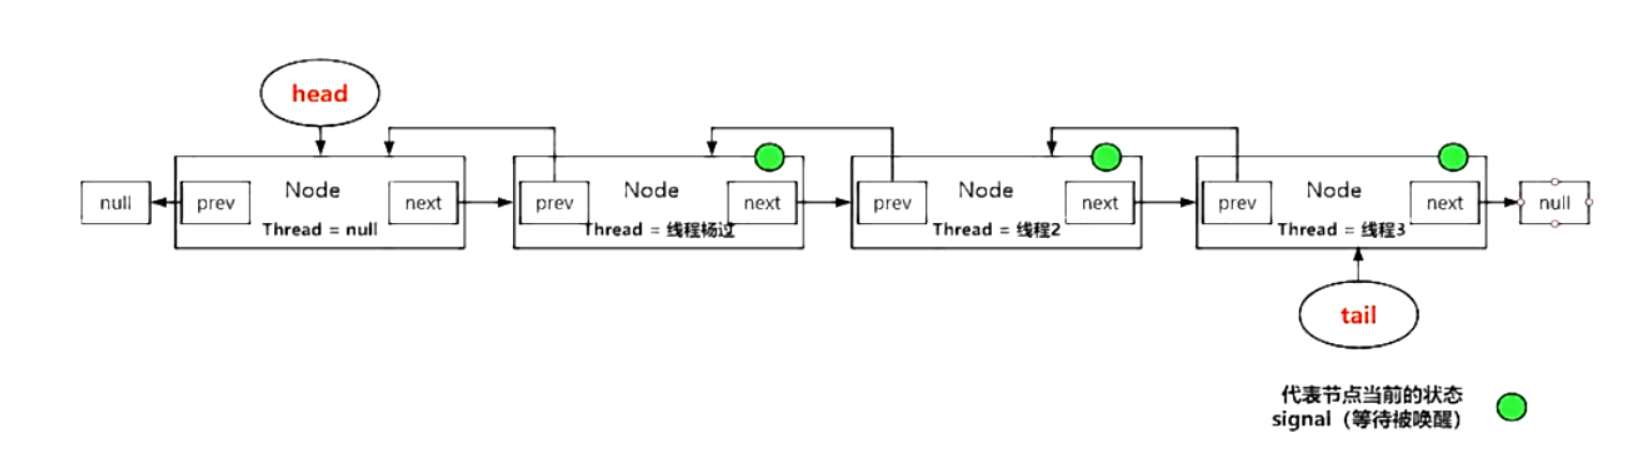 head
null
prev
Node
next
Thread = null
prev
Node
next
Thread = 线程杨过
prev
Node
next
Thread = 线程2
prev
Node
next
Thread = 线程3
null
tail
代表节点当前的状态
signal（等待被唤醒）